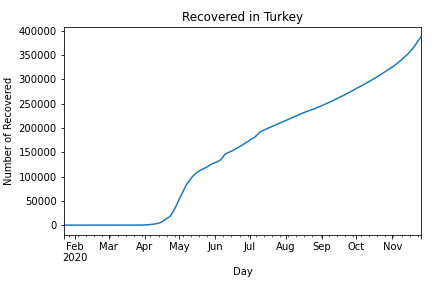 Recovered in Turkey
Number of Recovered
400000
350000
300000
250000
200000
150000
100000
50000
0
Feb Mar Apr May Jun Jul Aug Sep Oct Nov
2020
Day